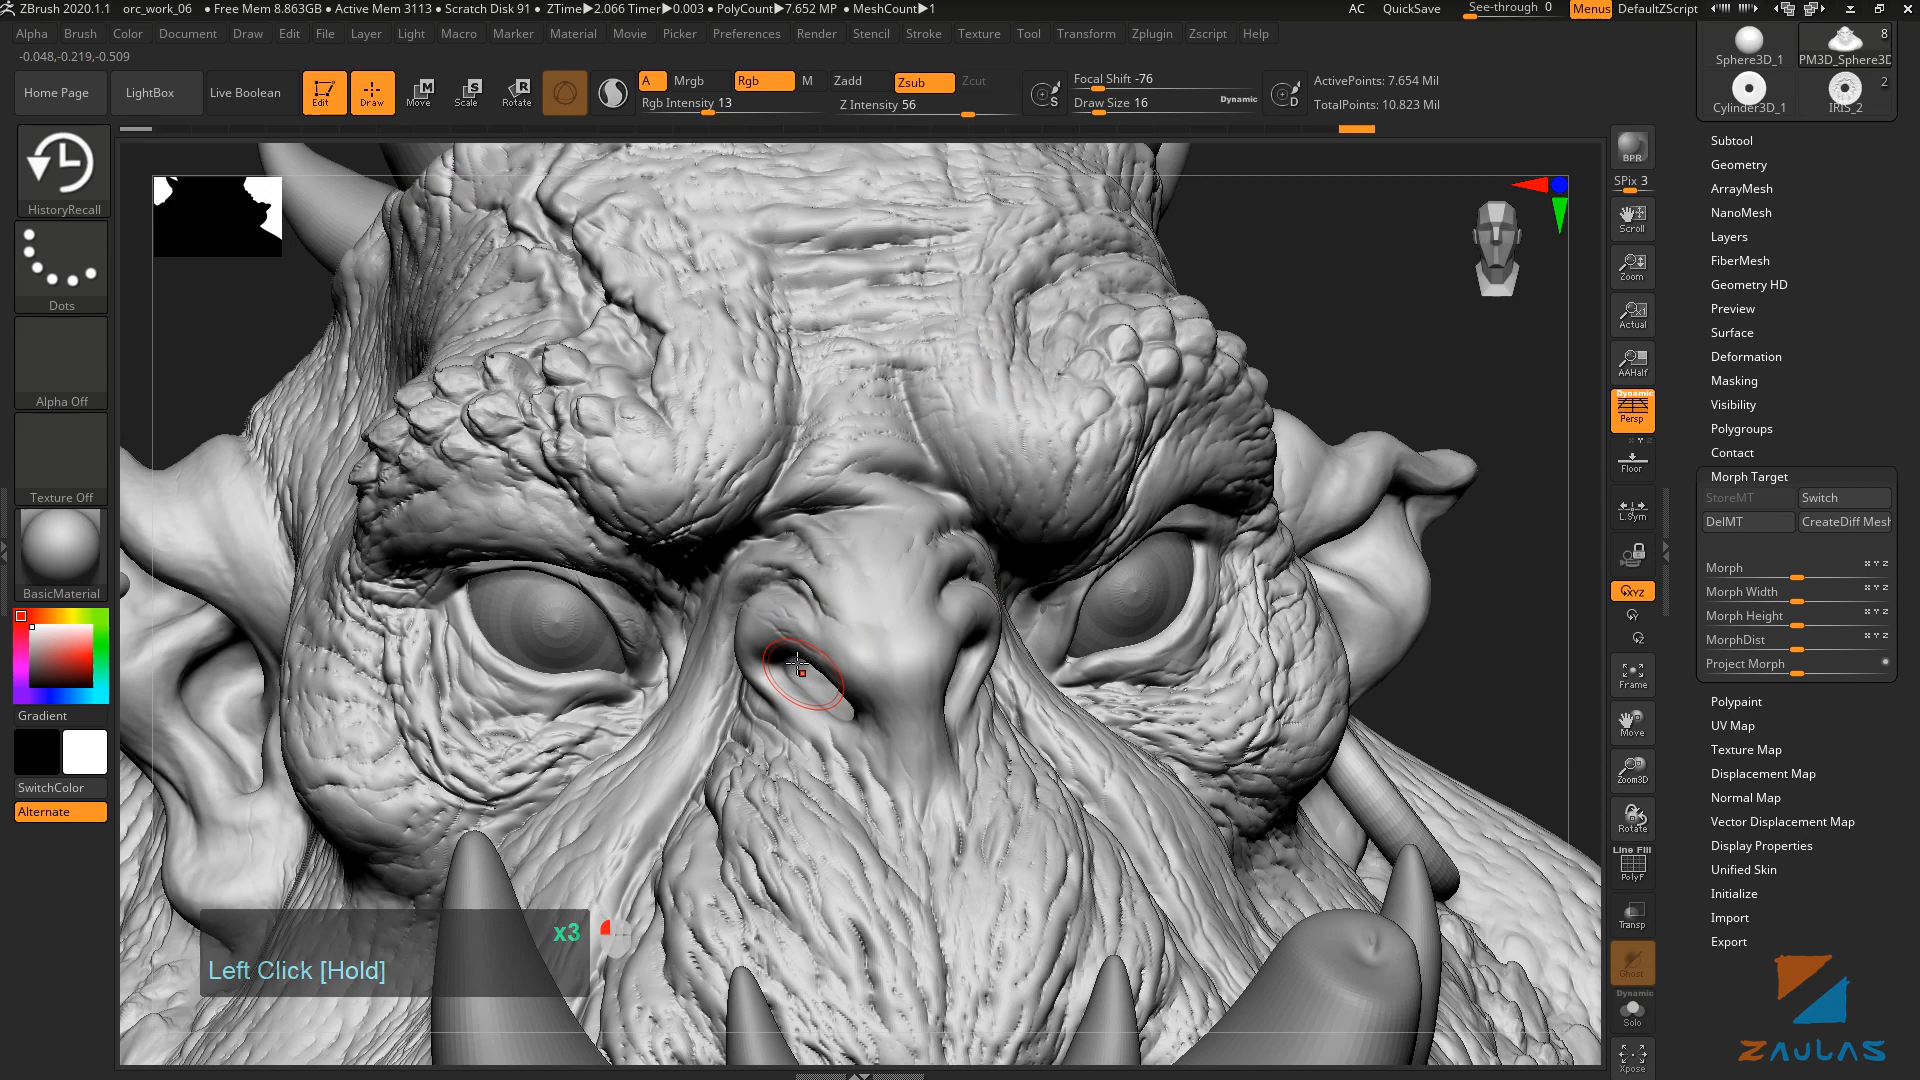 ZBrush 2020.1.1 orc_work_06 • Free Mem 8.863GB • Active Mem 3113 • Scratch Disk 91 • ZTime▶2.066 Timer▶0.003 • PolyCount▶7.652 MP • MeshCount▶1 AC QuickSave See-through 0 Menus DefaultZScript
Alpha Brush Color Document Draw Edit File Layer Light Macro Marker Material Movie Picker Preferences Render Stencil Stroke Texture Tool Transform Zplugin Zscript Help
-0.048,-0.219,-0.509
Home Page LightBox Live Boolean Edit Draw Move Scale Rotate
A Mrgb Rgb M Zadd Zsub Zcut
Rgb Intensity 13 Z Intensity 56
Focal Shift -76
Draw Size 16 Dynamic
ActivePoints: 7.654 Mil
TotalPoints: 10.823 Mil
HistoryRecall
Dots
Alpha Off
Texture Off
BasicMaterial
Gradient
SwitchColor
Alternate
x3
Left Click [Hold]
BPR
SPix 3
Scroll
Zoom
Actual
AAHalf
Dynamic
Persp
Floor
L.Sym
XYZ
Frame
Move
Zoom3D
Rotate
Line Fill
PolyF
Transp
Ghost
Dynamic
Solo
Xpose
8
Sphere3D_1 PM3D_Sphere3D
2
Cylinder3D_1 IRIS_2
Subtool
Geometry
ArrayMesh
NanoMesh
Layers
FiberMesh
Geometry HD
Preview
Surface
Deformation
Masking
Visibility
Polygroups
Contact
Morph Target
StoreMT Switch
DelMT CreateDiff Mesh
Morph
Morph Width
Morph Height
MorphDist
Project Morph
Polypaint
UV Map
Texture Map
Displacement Map
Normal Map
Vector Displacement Map
Display Properties
Unified Skin
Initialize
Import
Export
ZAULAS